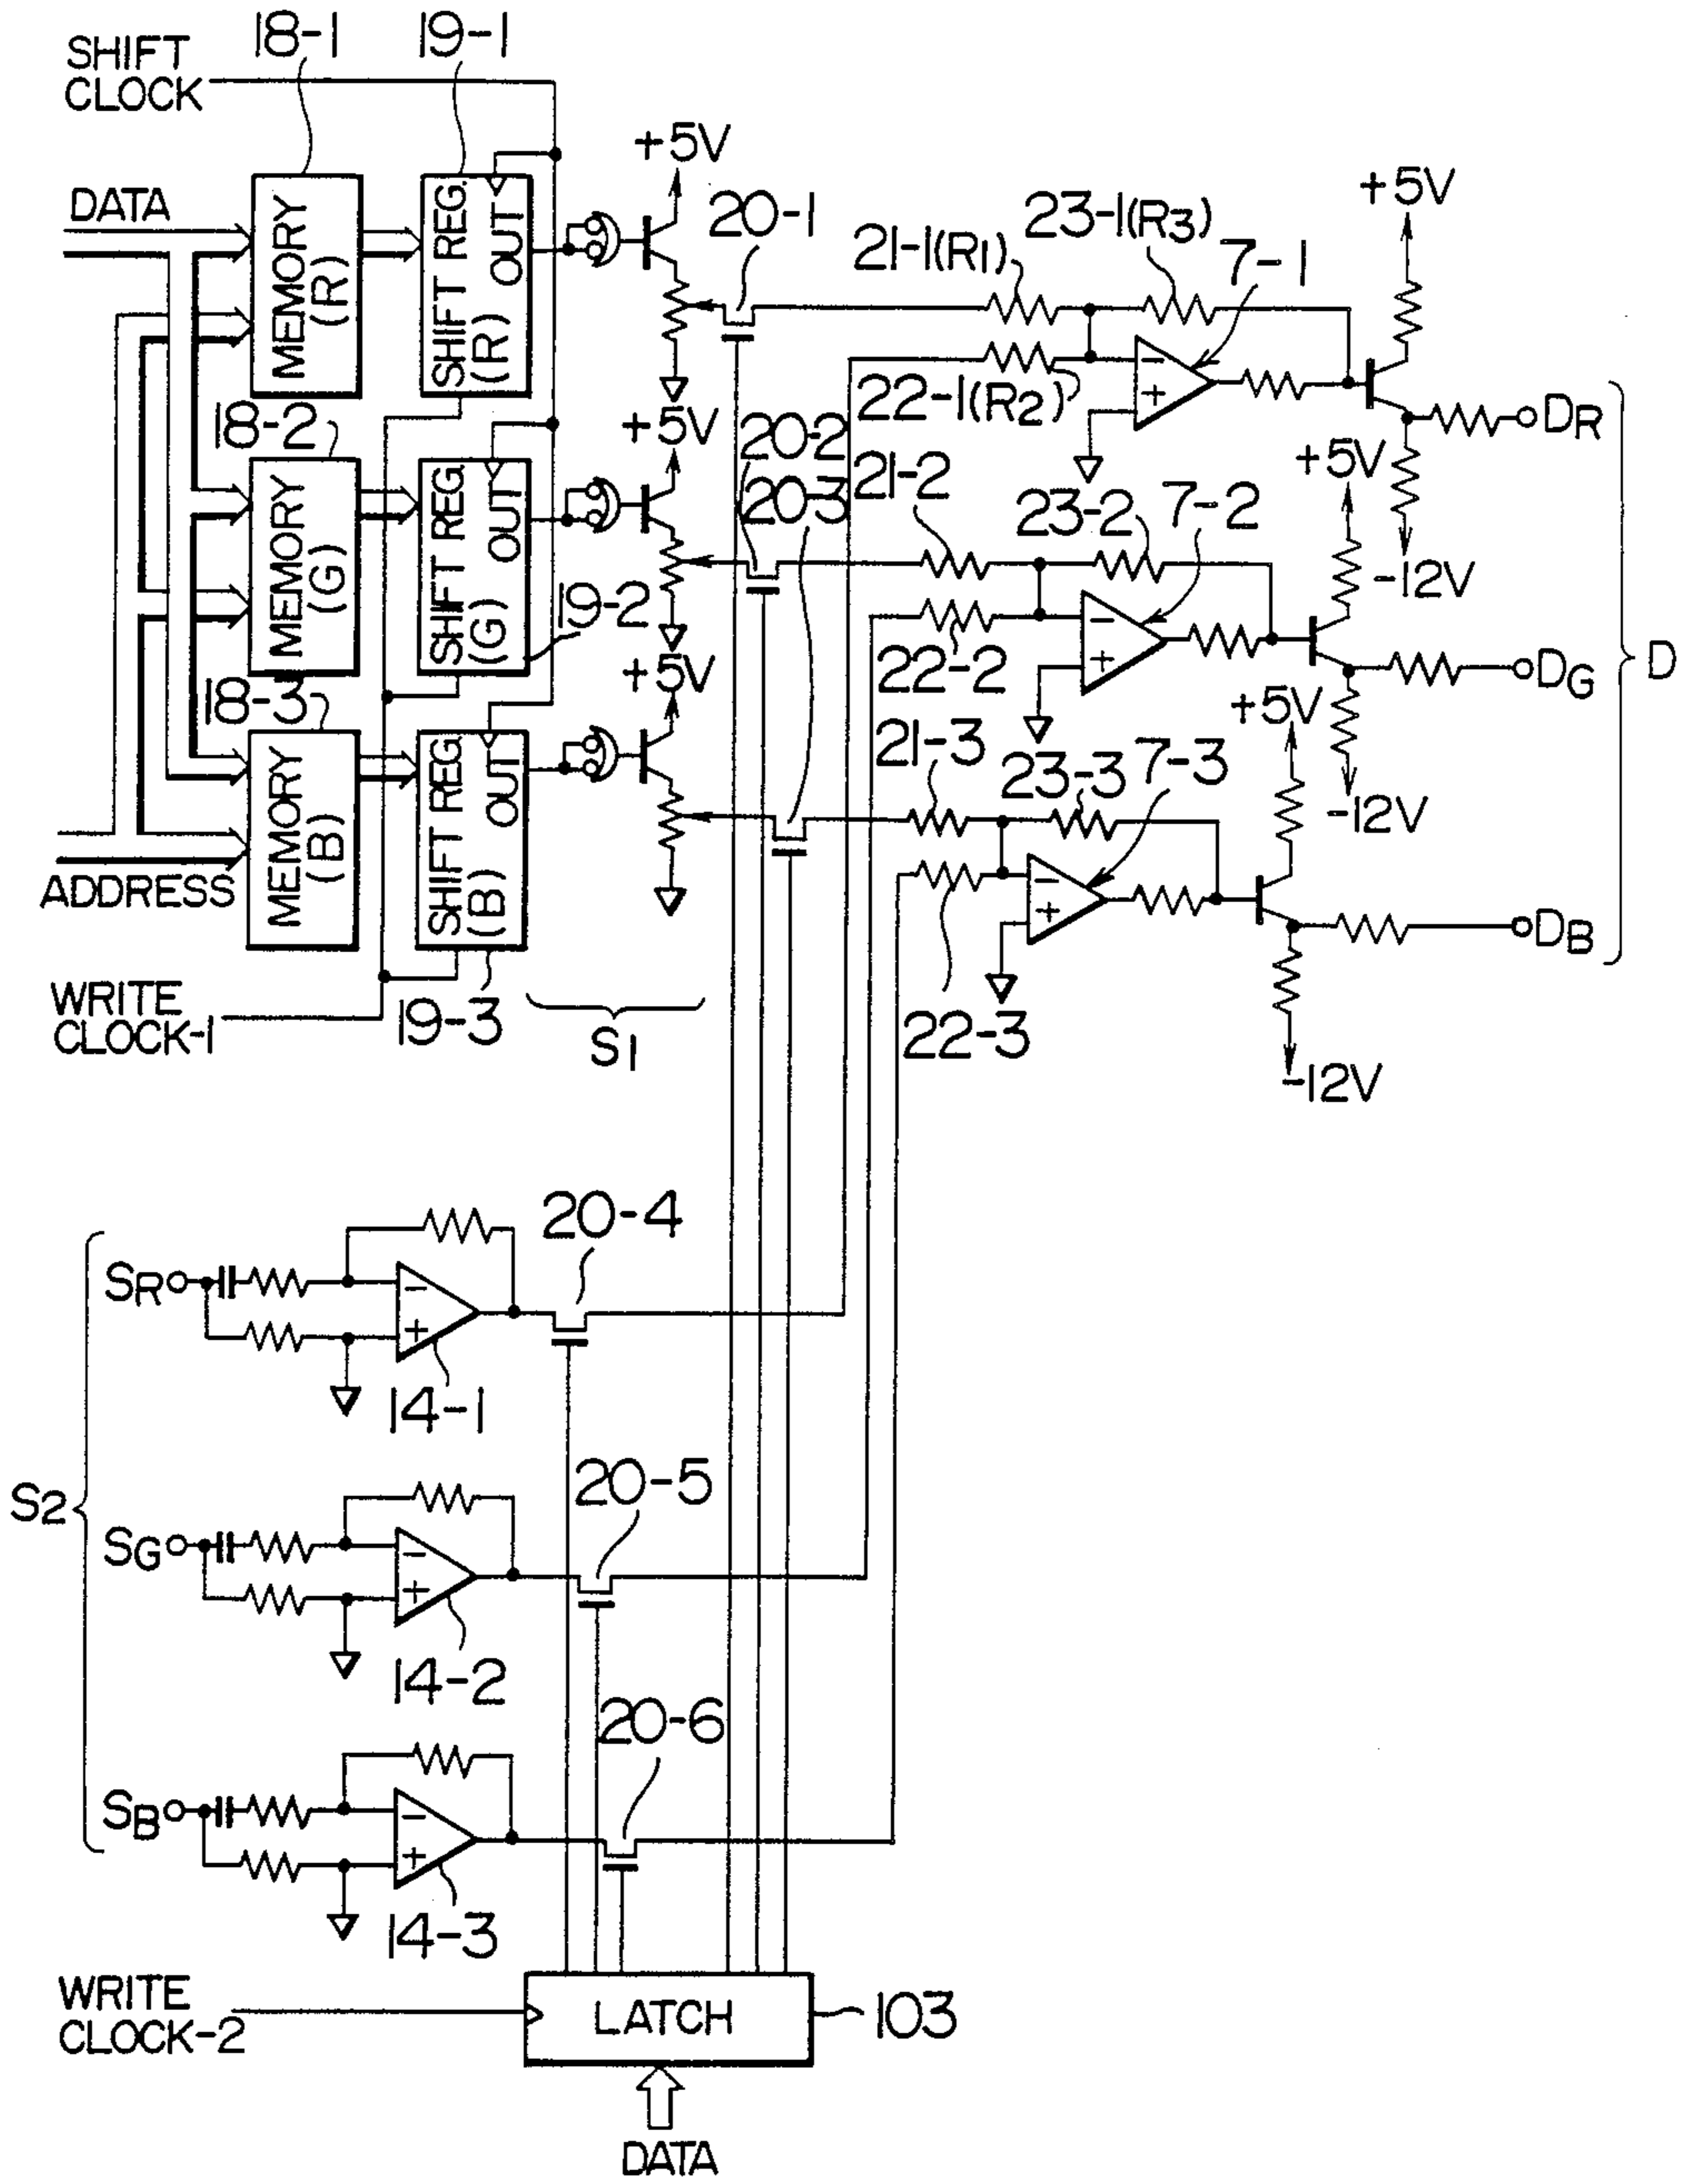 SHIFT
CLOCK
18-1
19-1
+5V
+5V
DATA
MEMORY
(R)
SHIFT REG.
(R)
OUT
20-1
21-1(R1)
23-1(R3)
7-1
22-1(R2)
DR
18-2
+5V
20-2
20-3
21-2
+5V
-12V
MEMORY
(G)
SHIFT REG
(G)
OUT
19-2
23-2
7-2
22-2
DG
D
18-3
+5V
+5V
-12V
MEMORY
(B)
SHIFT REG
(B)
OUT
21-3
23-3
7-3
ADDRESS
DB
WRITE
CLOCK-1
19-3
S1
22-3
-12V
20-4
SR
14-1
S2
20-5
SG
14-2
20-6
SB
14-3
WRITE
CLOCK-2
LATCH
103
DATA